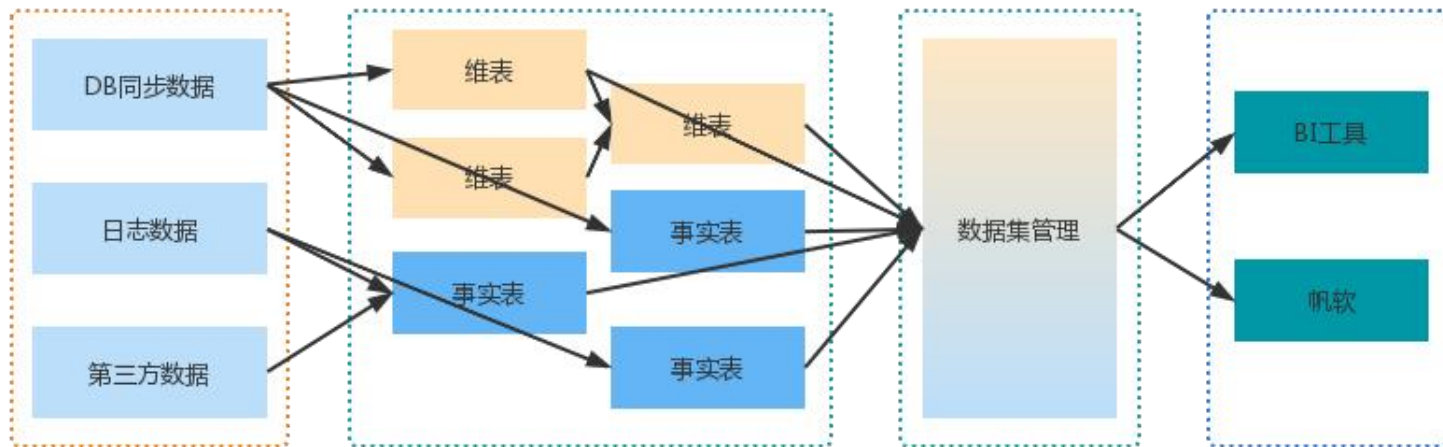 DB同步数据
日志数据
第三方数据
维表
维表
事实表
维表
事实表
事实表
数据集管理
BI工具
帆软